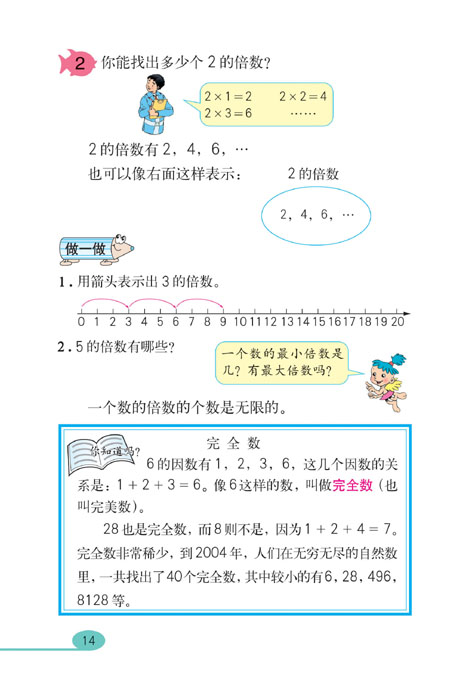 2 你能找出多少个 2 的倍数？
2×1=2 2×2=4
2×3=6 ……
2 的倍数有 2，4，6，…
也可以像右面这样表示： 2 的倍数
2，4，6，…
做一做
1. 用箭头表示出 3 的倍数。
0 1 2 3 4 5 6 7 8 9 10 11 12 13 14 15 16 17 18 19 20
2. 5 的倍数有哪些？
一个数的最小倍数是
几？有最大倍数吗？
一个数的倍数的个数是无限的。
你知道吗？
完 全 数
6 的因数有 1，2，3，6，这几个因数的关
系是：1＋2＋3＝6。像 6 这样的数，叫做完全数（也
叫完美数）。
28 也是完全数，而 8 则不是，因为 1＋2＋4＝7。
完全数非常稀少，到 2004 年，人们在无穷无尽的自然数
里，一共找出了 40 个完全数，其中较小的有 6，28，496，
8128 等。
14